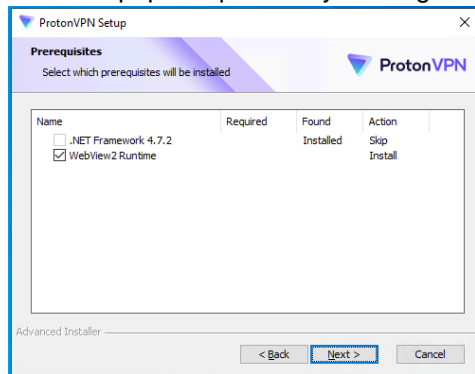 ProtonVPN Setup
Prerequisites
Select which prerequisites will be installed
ProtonVPN
Name Required Found Action
.NET Framework 4.7.2 Installed Skip
WebView2 Runtime Install
Advanced Installer
< Back Next > Cancel